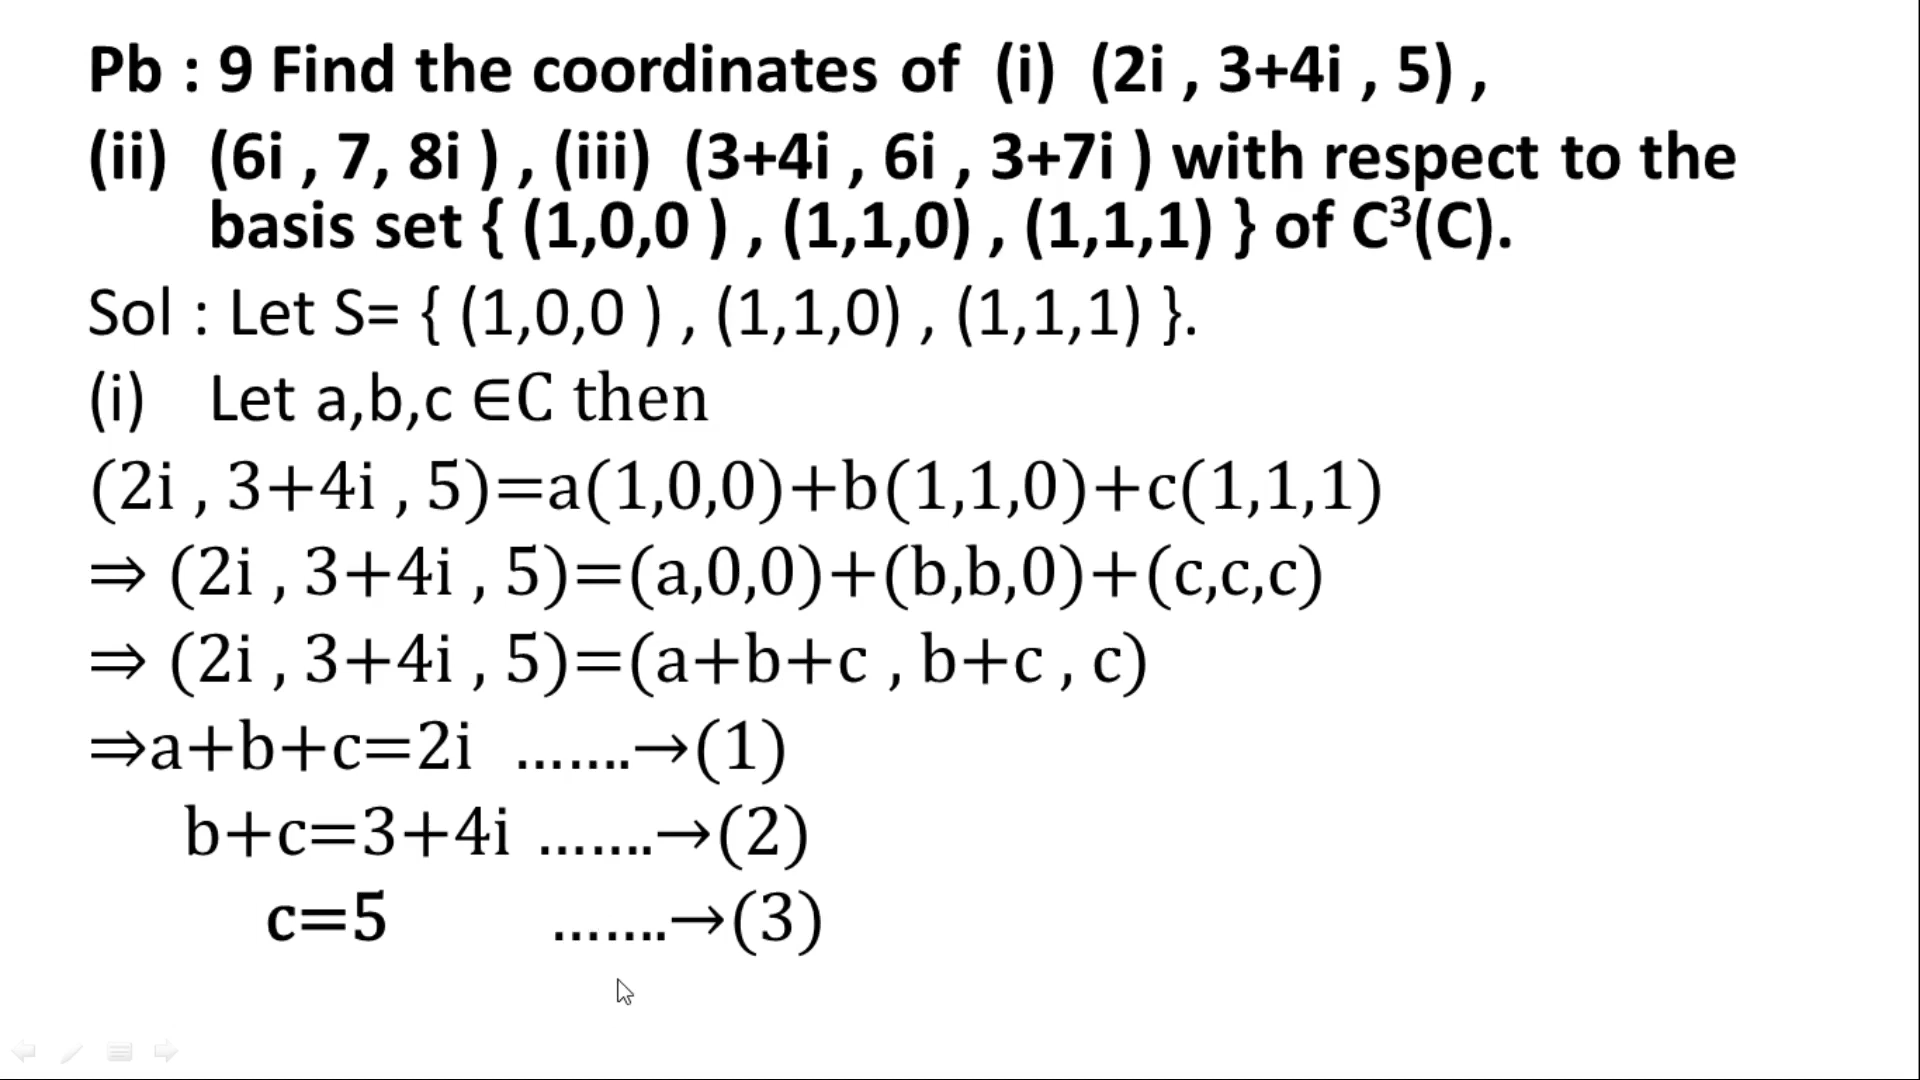 Pb : 9 Find the coordinates of (i) (2i , 3+4i , 5) ,
(ii) (6i , 7, 8i ) , (iii) (3+4i , 6i , 3+7i ) with respect to the
basis set { (1,0,0 ) , (1,1,0) , (1,1,1) } of C³(C).
Sol : Let S= { (1,0,0 ) , (1,1,0) , (1,1,1) }.
(i) Let a,b,c ∈C then
(2i , 3+4i , 5)=a(1,0,0)+b(1,1,0)+c(1,1,1)
⇒ (2i , 3+4i , 5)=(a,0,0)+(b,b,0)+(c,c,c)
⇒ (2i , 3+4i , 5)=(a+b+c , b+c , c)
⇒a+b+c=2i …….→(1)
b+c=3+4i …….→(2)
c=5 …….→(3)